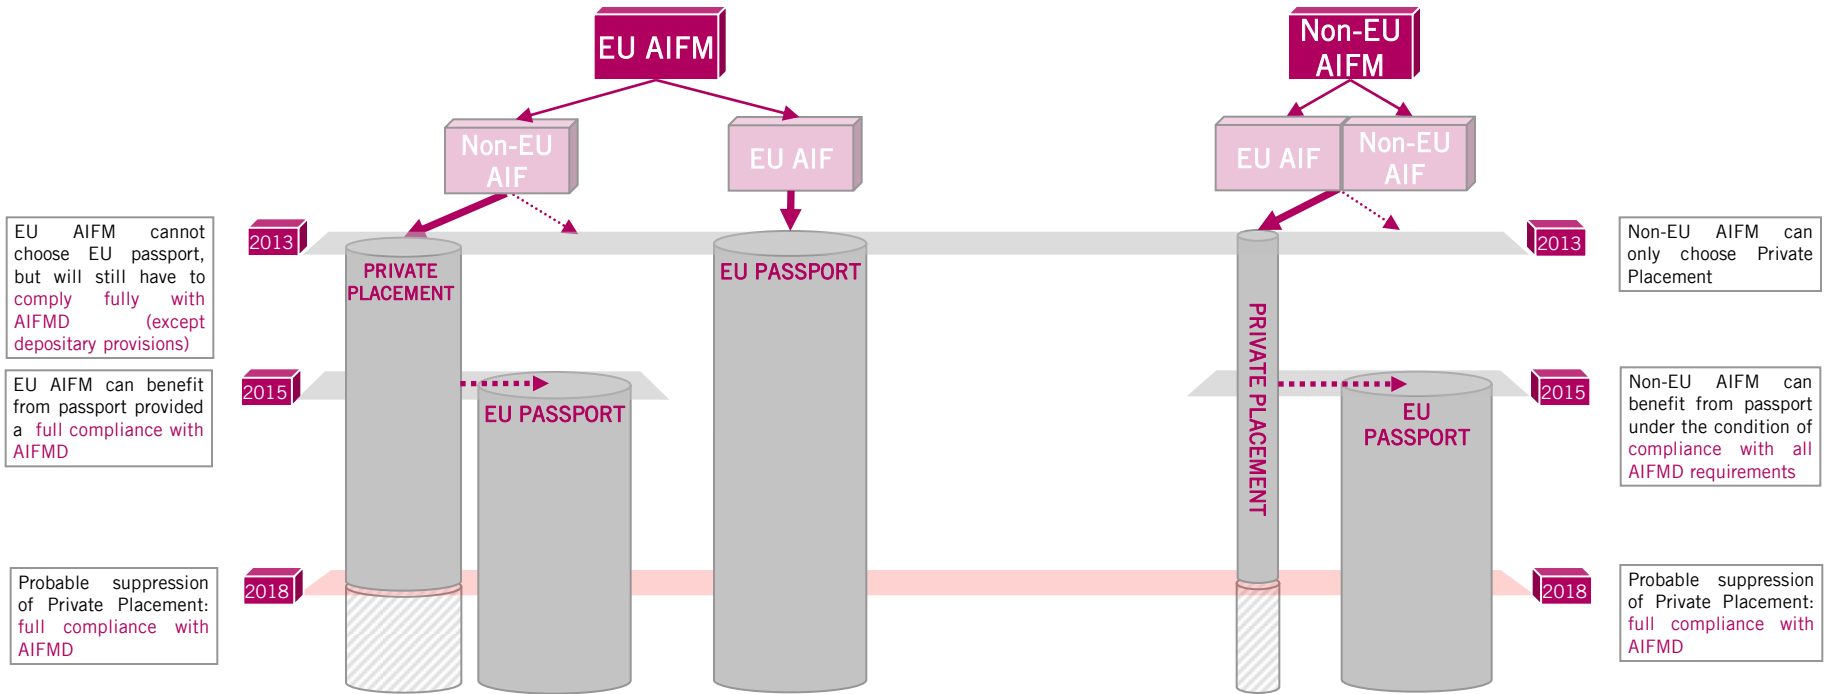 EU AIFM
Non-EU
AIFM
Non-EU
AIF
EU AIF
EU AIF
Non-EU
AIF
EU AIFM cannot
choose EU passport,
but will still have to
comply fully with
AIFMD (except
depositary provisions)
2013
PRIVATE
PLACEMENT
EU PASSPORT
2013
Non-EU AIFM can
only choose Private
Placement
EU AIFM can benefit
from passport provided
a full compliance with
AIFMD
2015
EU PASSPORT
PRIVATE PLACEMENT
EU
PASSPORT
2015
Non-EU AIFM can
benefit from passport
under the condition of
compliance with all
AIFMD requirements
Probable suppression
of Private Placement:
full compliance with
AIFMD
2018
2018
Probable suppression
of Private Placement:
full compliance with
AIFMD